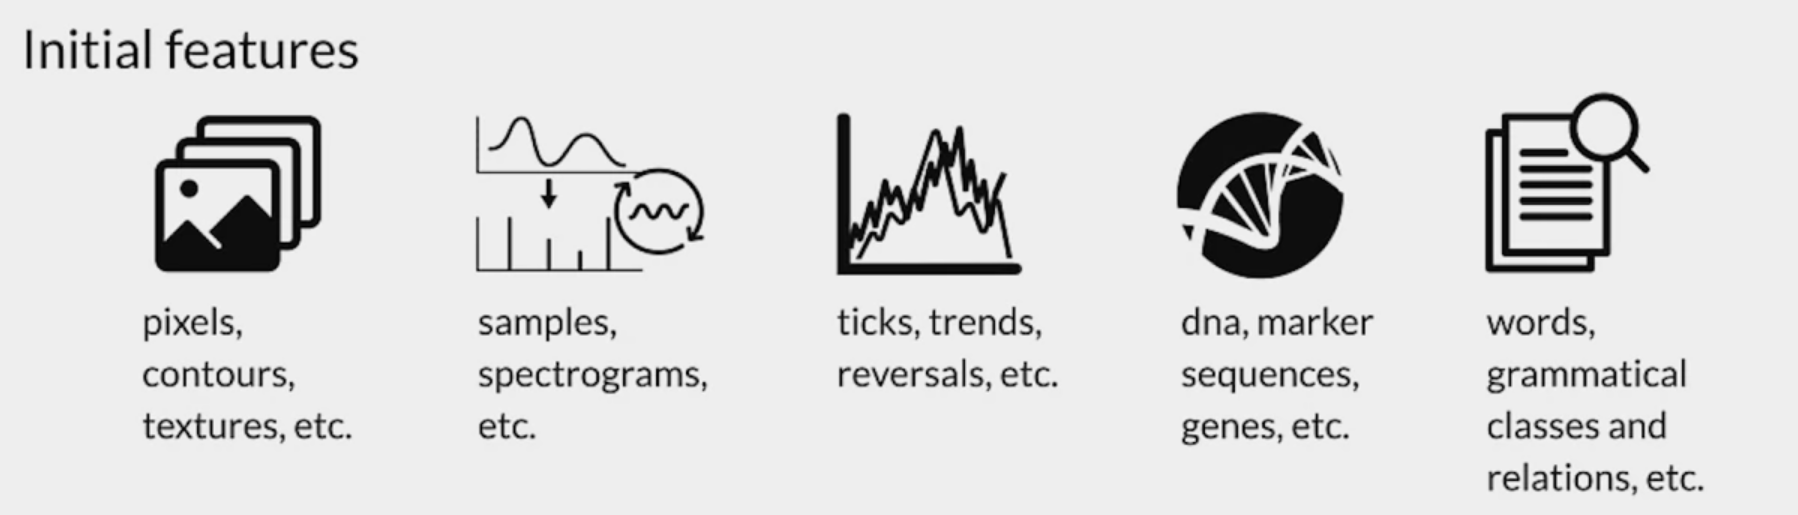 Initial features
pixels,
contours,
textures, etc.
samples,
spectrograms,
etc.
ticks, trends,
reversals, etc.
dna, marker
sequences,
genes, etc.
words,
grammatical
classes and
relations, etc.